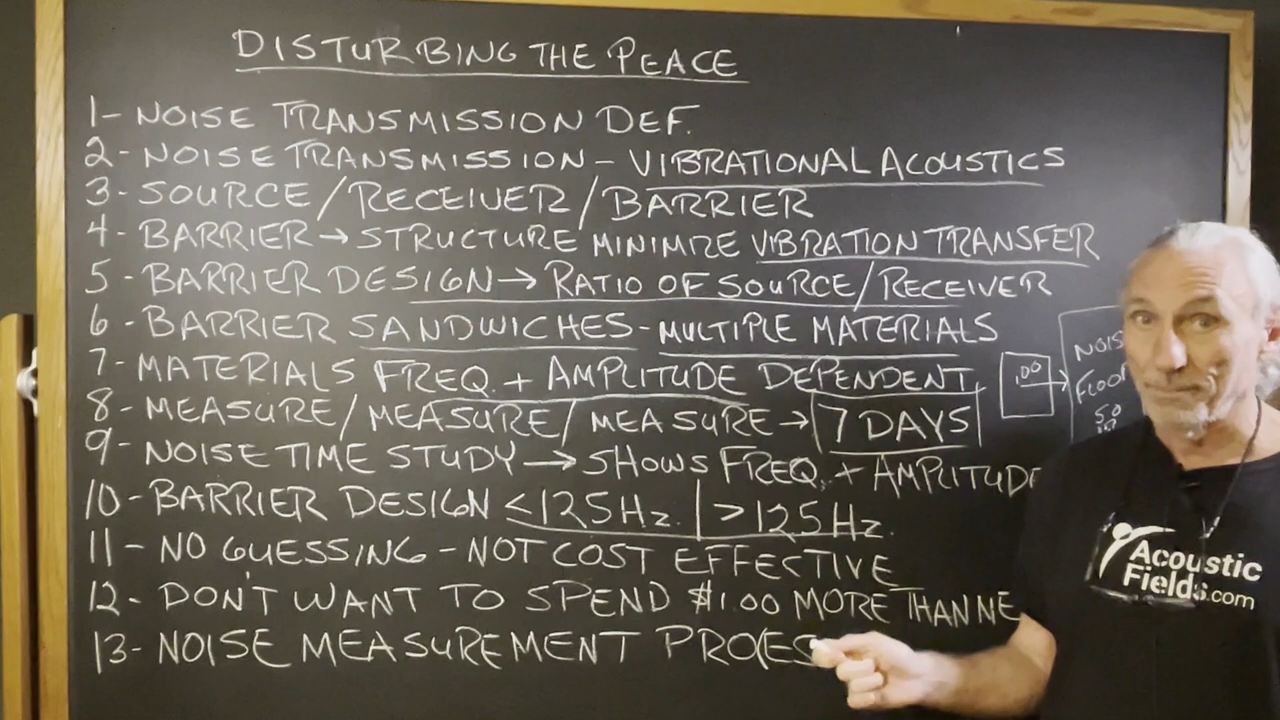 DISTURBING THE PEACE
1- NOISE TRANSMISSION DEF.
2- NOISE TRANSMISSION - VIBRATIONAL ACOUSTICS
3- SOURCE/RECEIVER/BARRIER
4- BARRIER → STRUCTURE MINIMIZE VIBRATION TRANSFER
5- BARRIER DESIGN → RATIO OF SOURCE/RECEIVER
6- BARRIER SANDWICHES - MULTIPLE MATERIALS
7- MATERIALS FREQ. + AMPLITUDE DEPENDENT
8- MEASURE/MEASURE/MEASURE → 7 DAYS
9- NOISE TIME STUDY → SHOWS FREQ. + AMPLITUDE
10- BARRIER DESIGN ≤125Hz. | >125Hz.
11- NO GUESSING - NOT COST EFFECTIVE
12- DON'T WANT TO SPEND $1.00 MORE THAN NE
13- NOISE MEASUREMENT PROCES
.00
NOIS
FLOOR
50
Acoustic
Fields.com